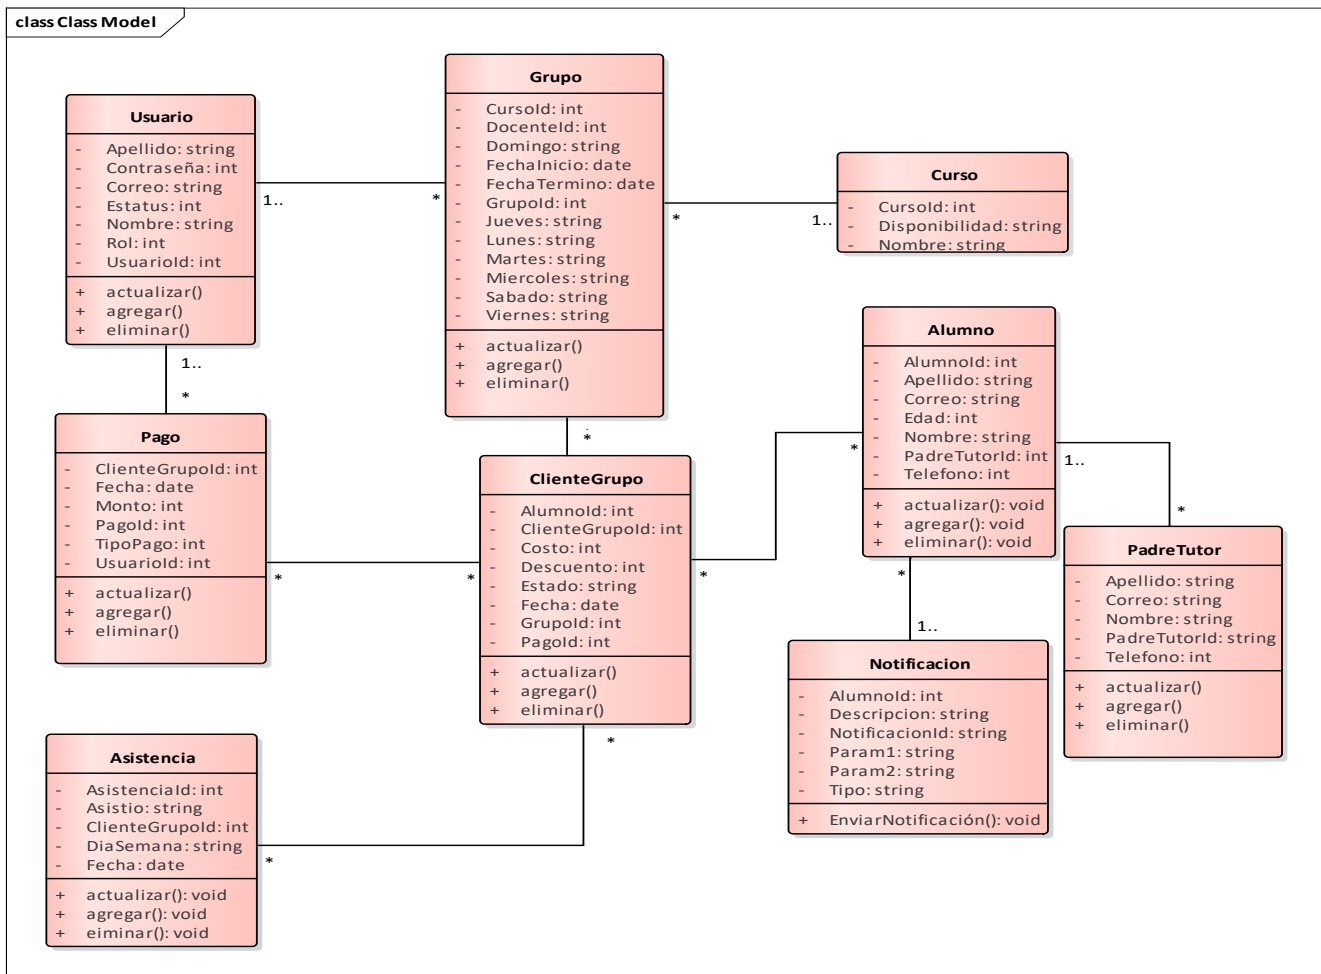 class Class Model
Grupo
- CursoId: int
- DocenteId: int
- Domingo: string
- FechaInicio: date
- FechaTermino: date
- GrupoId: int
- Jueves: string
- Lunes: string
- Martes: string
- Miercoles: string
- Sabado: string
- Viernes: string
+ actualizar()
+ agregar()
+ eliminar()
Usuario
- Apellido: string
- Contraseña: int
- Correo: string
- Estatus: int
- Nombre: string
- Rol: int
- UsuarioId: int
+ actualizar()
+ agregar()
+ eliminar()
1..
*
Curso
- CursoId: int
- Disponibilidad: string
- Nombre: string
*
1..
Alumno
- AlumnoId: int
- Apellido: string
- Correo: string
- Edad: int
- Nombre: string
- PadreTutorId: int
- Telefono: int
+ actualizar(): void
+ agregar(): void
+ eliminar(): void
1..
*
Pago
- ClienteGrupoId: int
- Fecha: date
- Monto: int
- PagoId: int
- TipoPago: int
- UsuarioId: int
+ actualizar()
+ agregar()
+ eliminar()
*
ClienteGrupo
- AlumnoId: int
- ClienteGrupoId: int
- Costo: int
- Descuento: int
- Estado: string
- Fecha: date
- GrupoId: int
- PagoId: int
+ actualizar()
+ agregar()
+ eliminar()
*
1..
*
PadreTutor
- Apellido: string
- Correo: string
- Nombre: string
- PadreTutorId: string
- Telefono: int
+ actualizar()
+ agregar()
+ eliminar()
*
*
*
*
1..
Notificacion
- AlumnoId: int
- Descripcion: string
- NotificacionId: string
- Param1: string
- Param2: string
- Tipo: string
+ EnviarNotificación(): void
Asistencia
- AsistenciaId: int
- Asistio: string
- ClienteGrupoId: int
- DiaSemana: string
- Fecha: date
+ actualizar(): void
+ agregar(): void
+ eiminar(): void
*
*